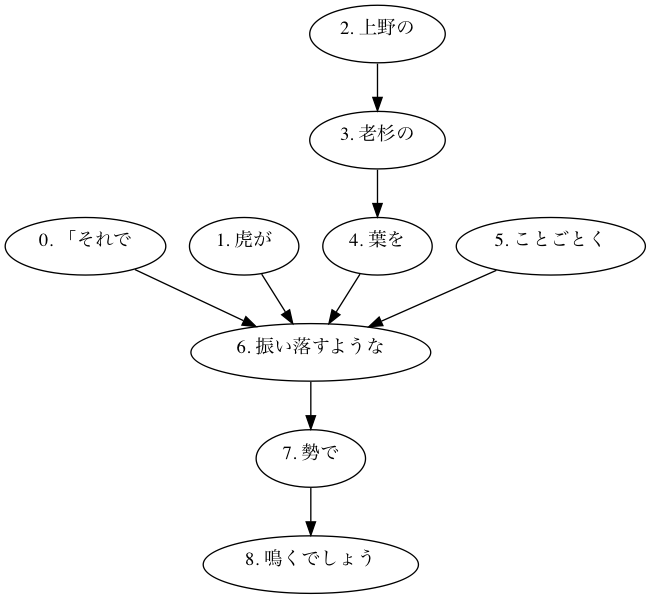 2. 上野の
3. 老杉の
0. 「それで
1. 虎が
4. 葉を
5. ことごとく
6. 振い落すような
7. 勢で
8. 鳴くでしょう